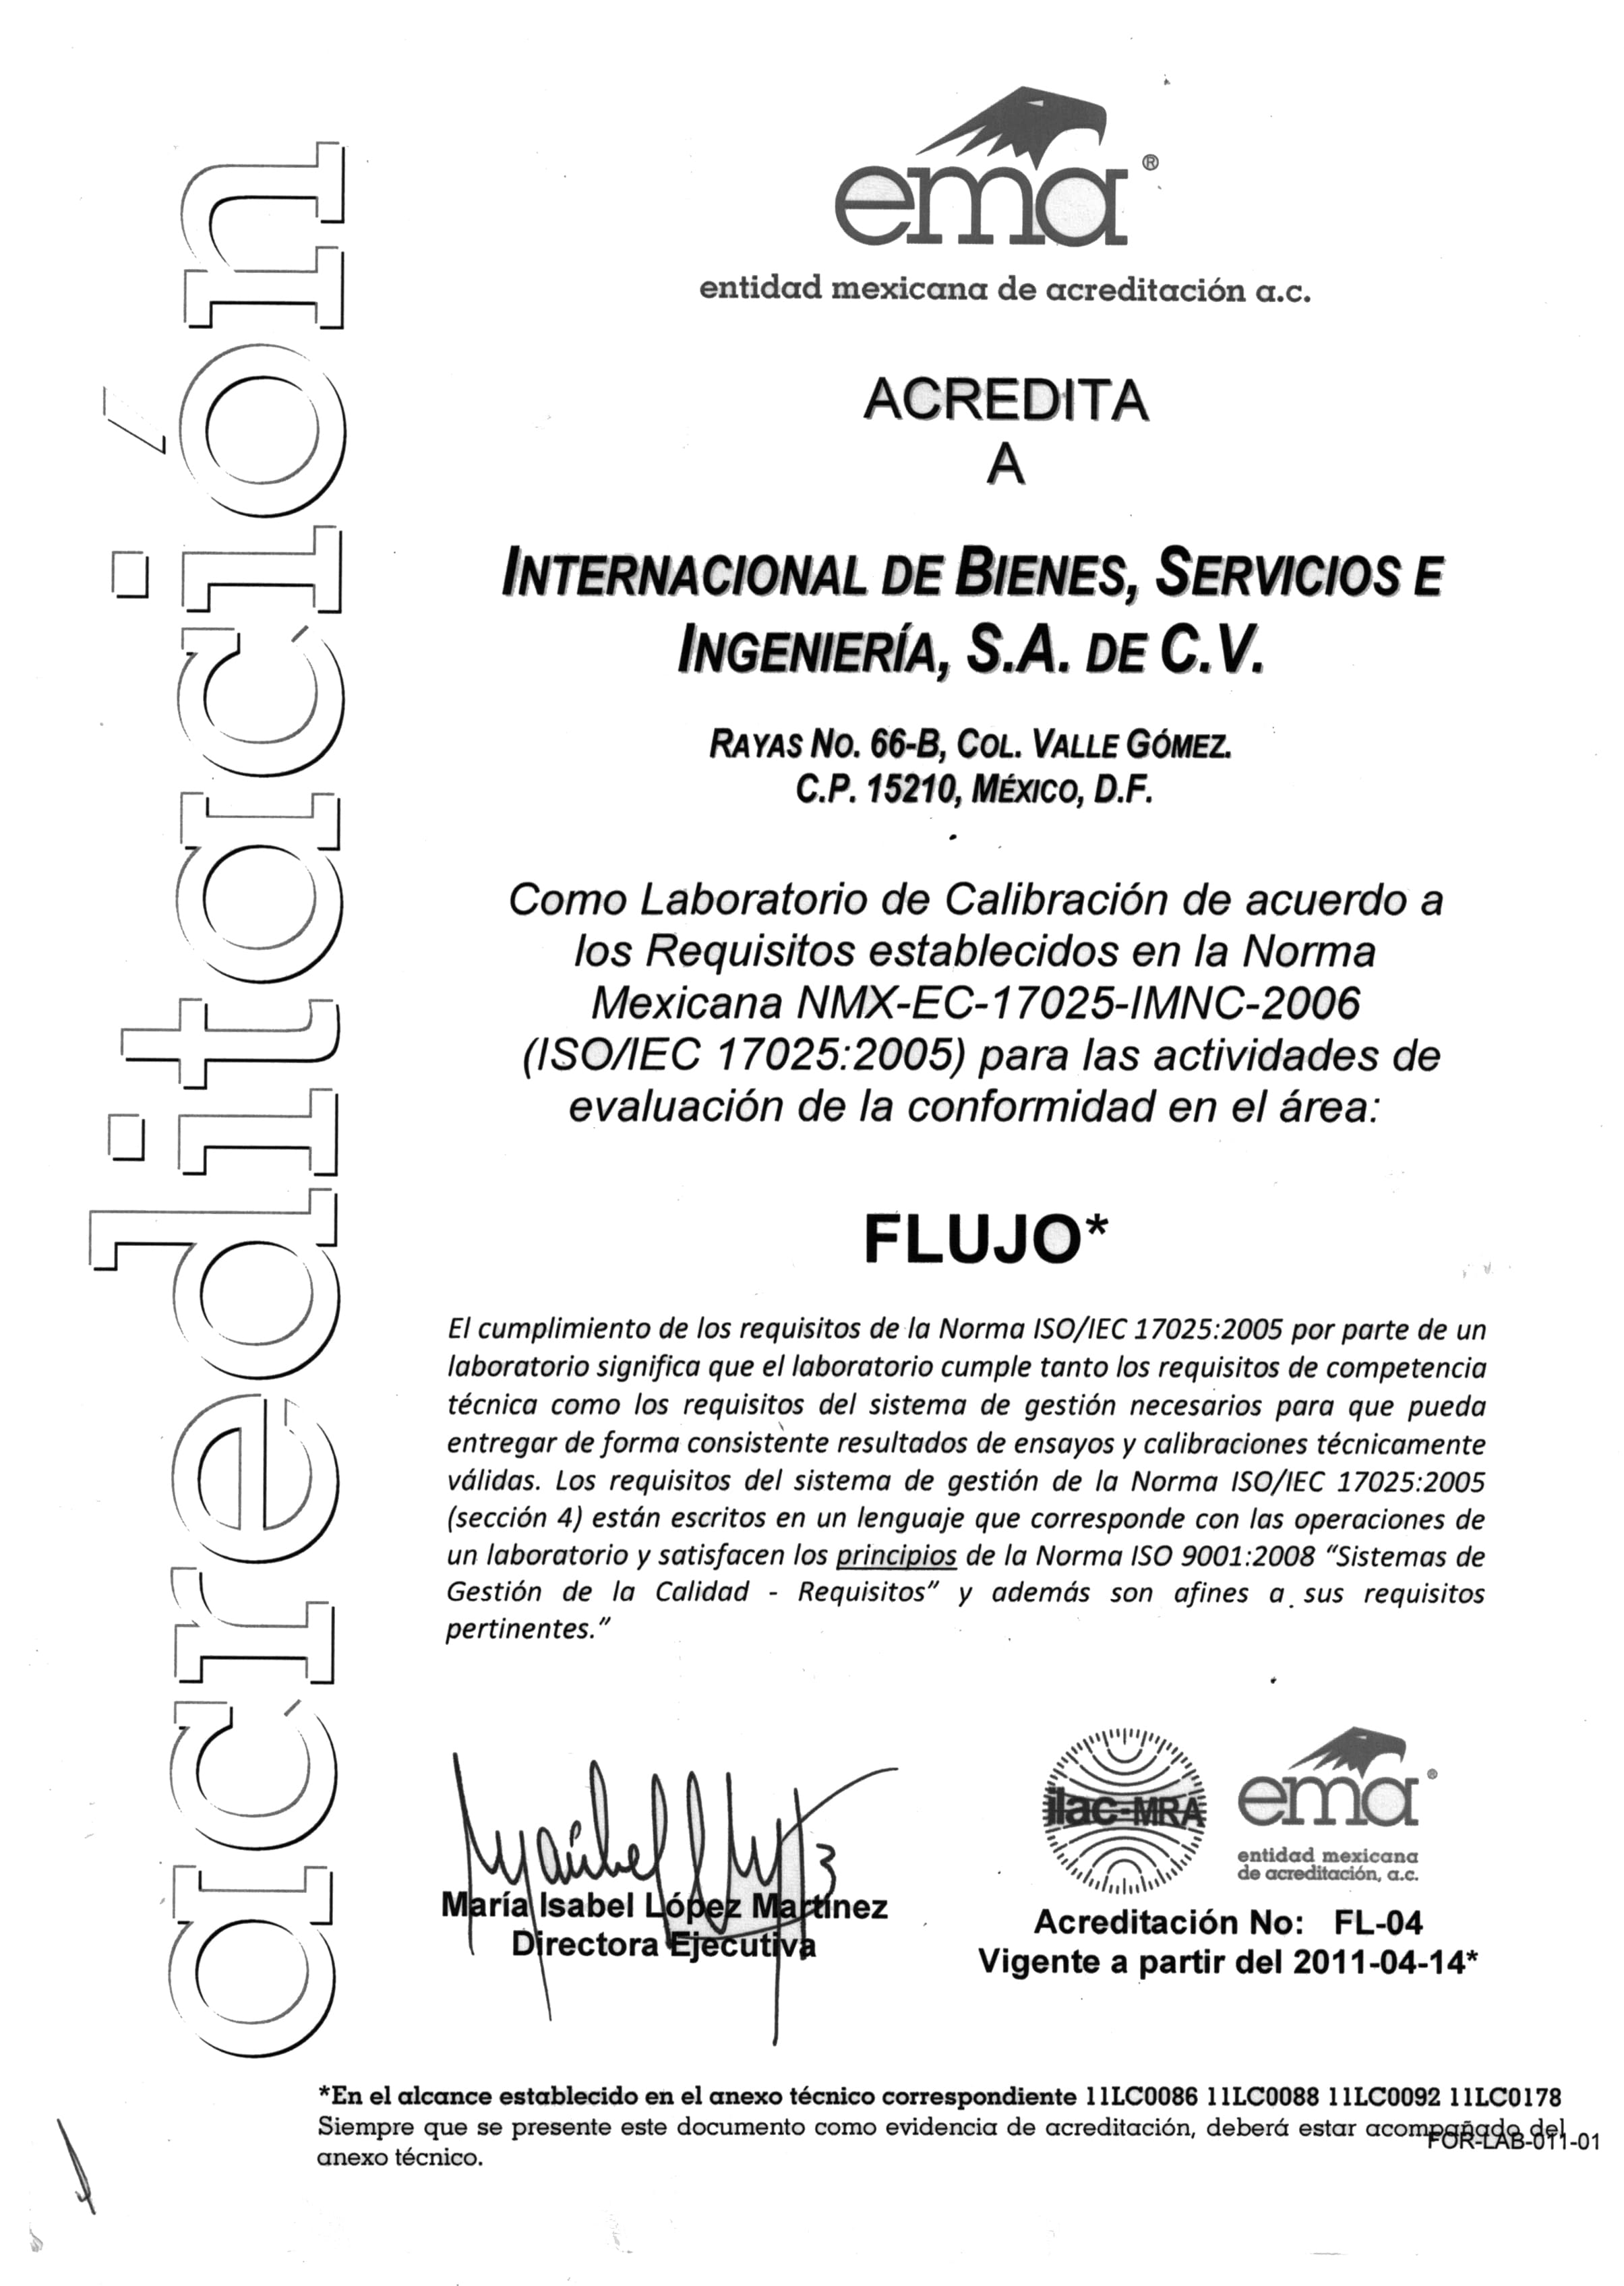 acreditación
ema®
entidad mexicana de acreditación a.c.
ACREDITA
A
INTERNACIONAL DE BIENES, SERVICIOS E
INGENIERÍA, S.A. DE C.V.
RAYAS NO. 66-B, COL. VALLE GÓMEZ.
C.P. 15210, MÉXICO, D.F.
Como Laboratorio de Calibración de acuerdo a
los Requisitos establecidos en la Norma
Mexicana NMX-EC-17025-IMNC-2006
(ISO/IEC 17025:2005) para las actividades de
evaluación de la conformidad en el área:
FLUJO*
El cumplimiento de los requisitos de la Norma ISO/IEC 17025:2005 por parte de un
laboratorio significa que el laboratorio cumple tanto los requisitos de competencia
técnica como los requisitos del sistema de gestión necesarios para que pueda
entregar de forma consistente resultados de ensayos y calibraciones técnicamente
válidas. Los requisitos del sistema de gestión de la Norma ISO/IEC 17025:2005
(sección 4) están escritos en un lenguaje que corresponde con las operaciones de
un laboratorio y satisfacen los principios de la Norma ISO 9001:2008 “Sistemas de
Gestión de la Calidad - Requisitos” y además son afines a sus requisitos
pertinentes.”
María Isabel López Martínez
Directora Ejecutiva
ilac-MRA
ema®
entidad mexicana
de acreditación, a.c.
Acreditación No: FL-04
Vigente a partir del 2011-04-14*
*En el alcance establecido en el anexo técnico correspondiente 11LC0086 11LC0088 11LC0092 11LC0178
Siempre que se presente este documento como evidencia de acreditación, deberá estar acompañado del
anexo técnico.
FOR-LAB-011-01